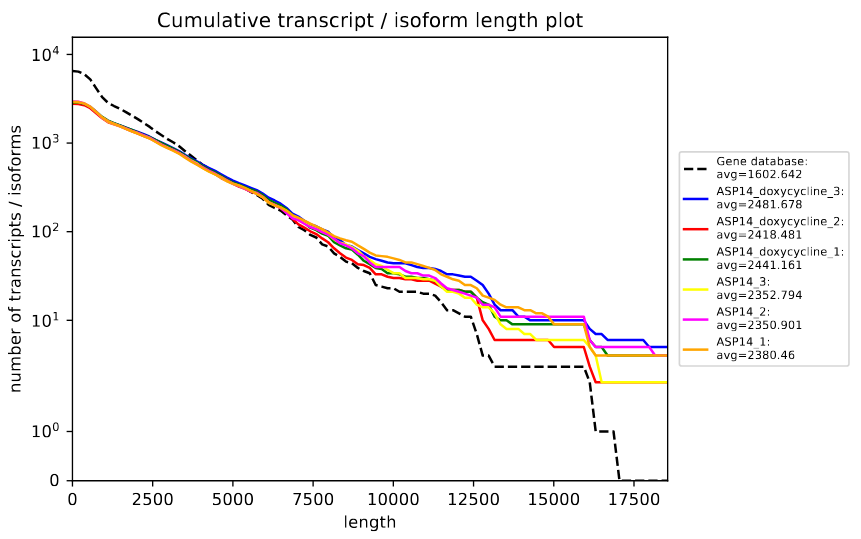 Cumulative transcript / isoform length plot
number of transcripts / isoforms
10^4
10^3
10^2
10^1
10^0
0
0 2500 5000 7500 10000 12500 15000 17500
length
Gene database:
avg=1602.642
ASP14_doxycycline_3:
avg=2481.678
ASP14_doxycycline_2:
avg=2418.481
ASP14_doxycycline_1:
avg=2441.161
ASP14_3:
avg=2352.794
ASP14_2:
avg=2350.901
ASP14_1:
avg=2380.46